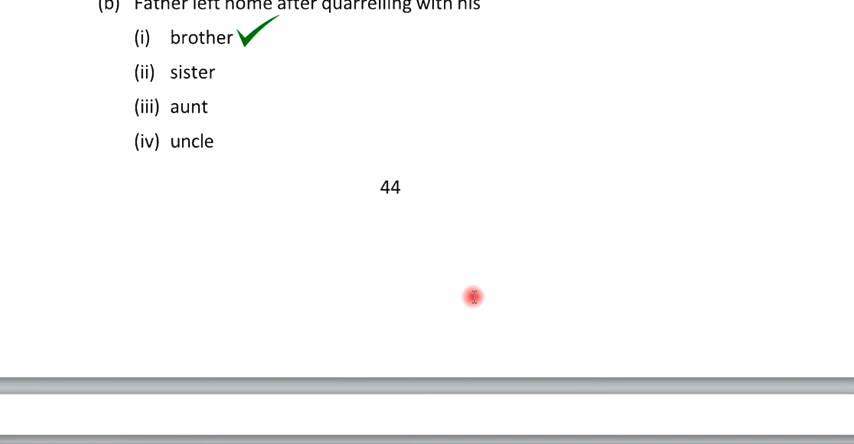 (b) Father left home after quarrelling with his
(i) brother
(ii) sister
(iii) aunt
(iv) uncle
44